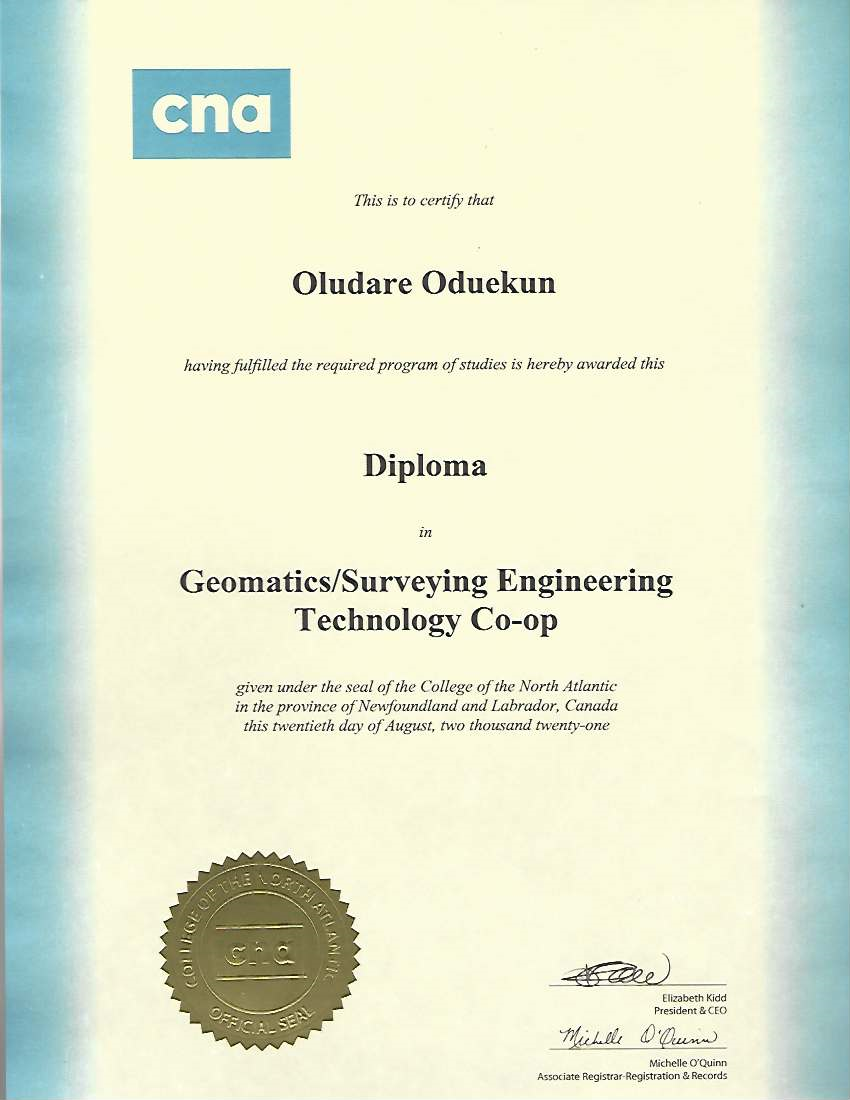 cna
This is to certify that
Oludare Oduekun
having fulfilled the required program of studies is hereby awarded this
Diploma
in
Geomatics/Surveying Engineering
Technology Co-op
given under the seal of the College of the North Atlantic
in the province of Newfoundland and Labrador, Canada
this twentieth day of August, two thousand twenty-one
COLLEGE OF THE NORTH ATLANTIC
cna
OFFICIAL SEAL
Elizabeth Kidd
President & CEO
Michelle O'Quinn
Michelle O'Quinn
Associate Registrar-Registration & Records